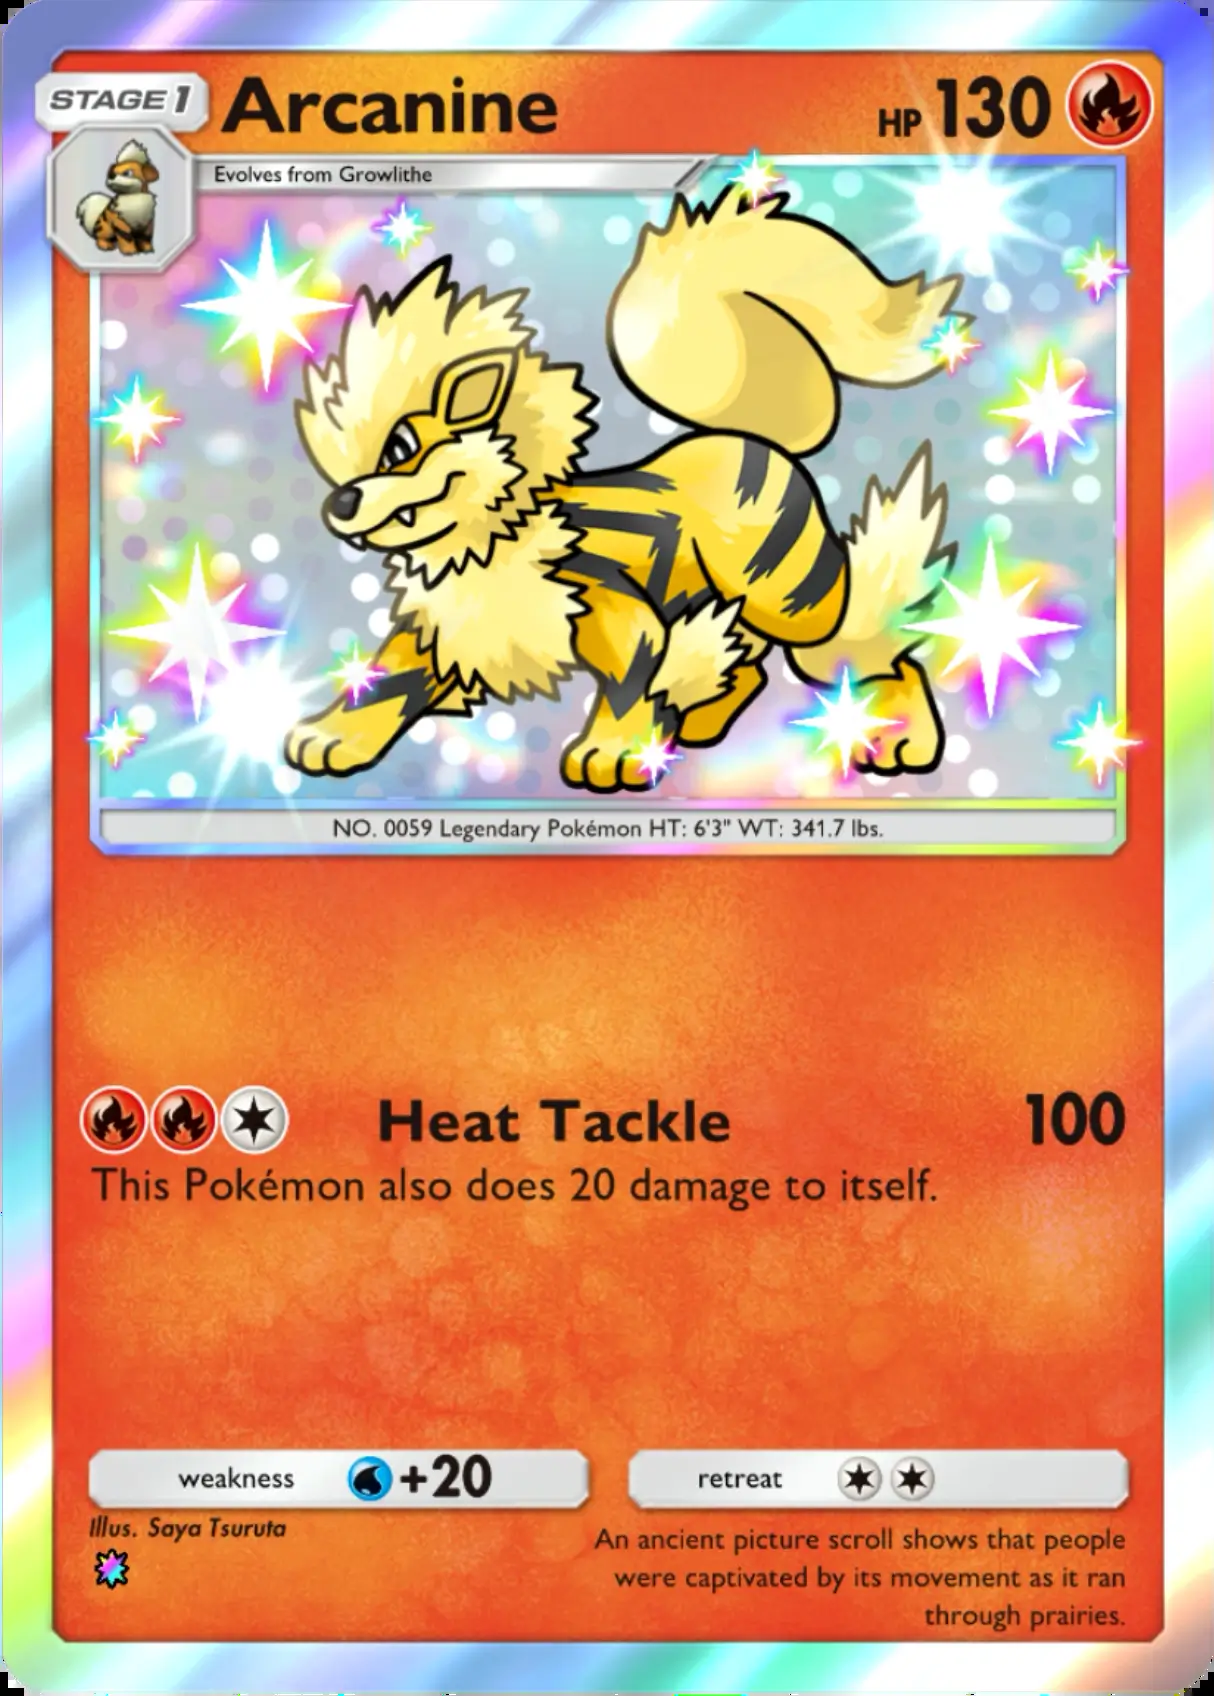 STAGE 1
Arcanine
HP 130
Evolves from Growlithe
NO. 0059 Legendary Pokémon HT: 6'3" WT: 341.7 lbs.
Heat Tackle 100
This Pokémon also does 20 damage to itself.
weakness +20
retreat
Illus. Saya Tsuruta
An ancient picture scroll shows that people
were captivated by its movement as it ran
through prairies.